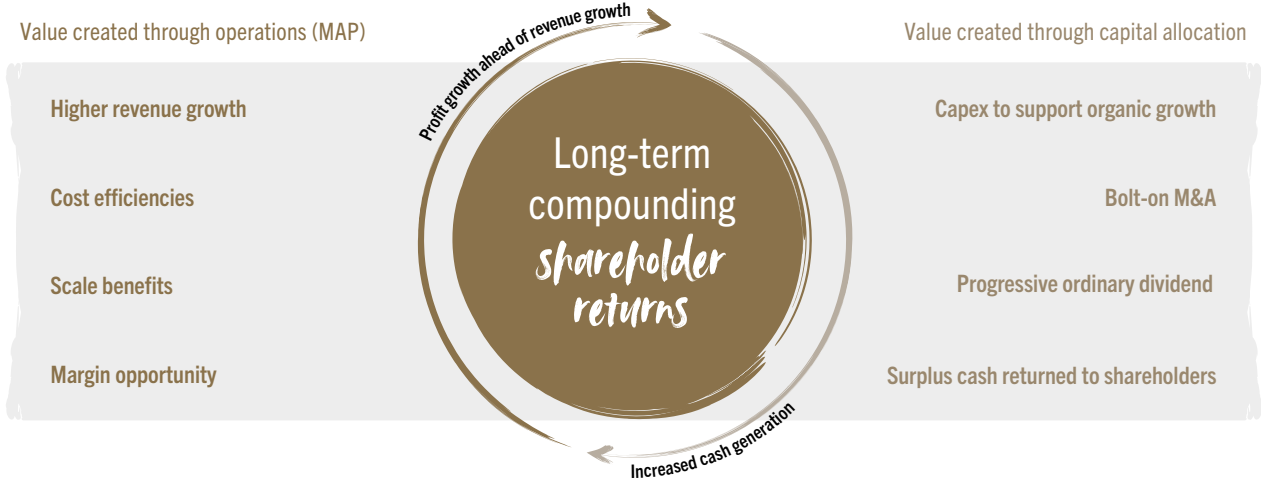 Value created through operations (MAP)
Higher revenue growth
Cost efficiencies
Scale benefits
Margin opportunity
Profit growth ahead of revenue growth
Long-term
compounding
shareholder
returns
Increased cash generation
Value created through capital allocation
Capex to support organic growth
Bolt-on M&A
Progressive ordinary dividend
Surplus cash returned to shareholders